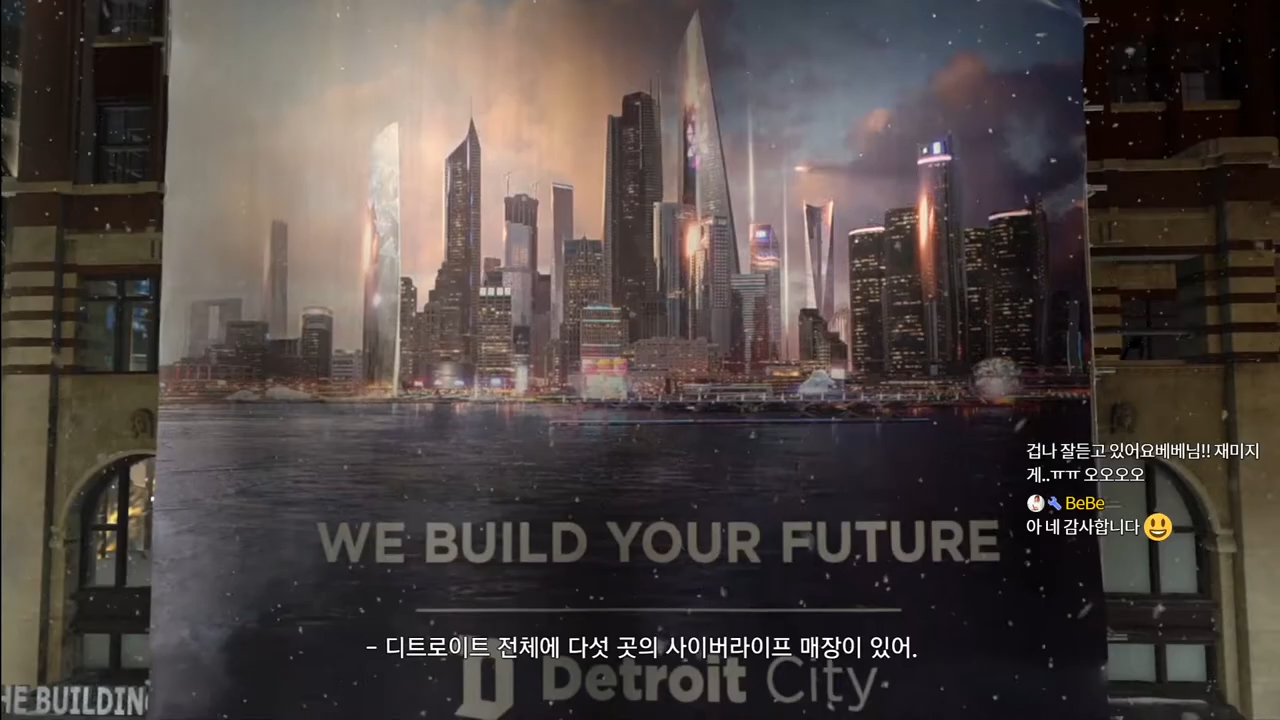 겁나 잘듣고 있어요베베님!! 재미지
게..ㅠㅠ 오오오오
BeBe
아 네 감사합니다
WE BUILD YOUR FUTURE
- 디트로이트 전체에 다섯 곳의 사이버라이프 매장이 있어.
Detroit City
HE BUILDING